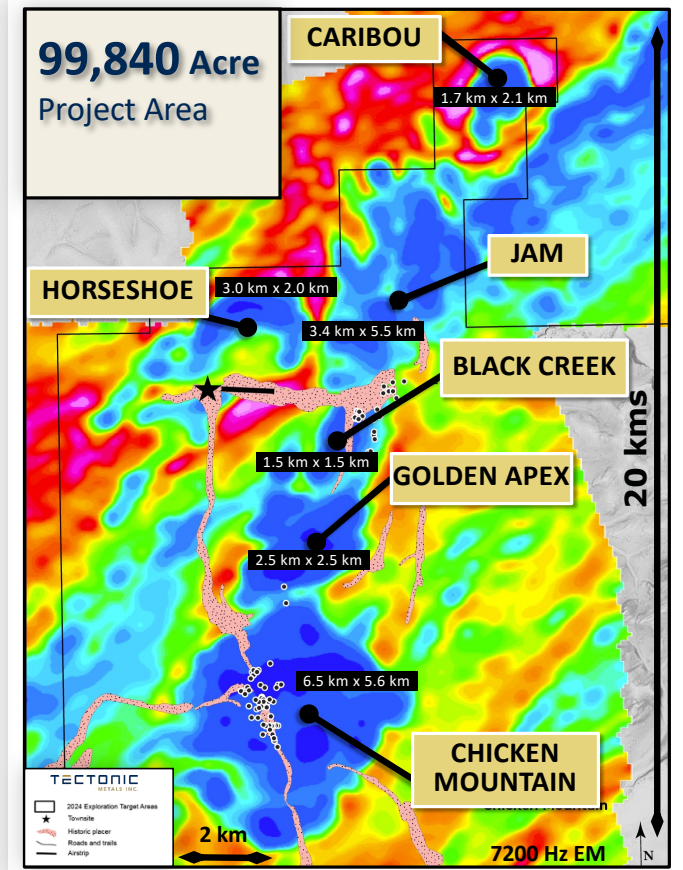 99,840 Acre
Project Area
CARIBOU
1.7 km x 2.1 km
JAM
HORSESHOE
3.0 km x 2.0 km
3.4 km x 5.5 km
BLACK CREEK
1.5 km x 1.5 km
GOLDEN APEX
2.5 km x 2.5 km
20 kms
6.5 km x 5.6 km
CHICKEN
MOUNTAIN
TECTONIC
METALS INC.
2024 Exploration Target Areas
Townsite
Historic placer
Roads and trails
Airstrip
2 km
7200 Hz EM
N